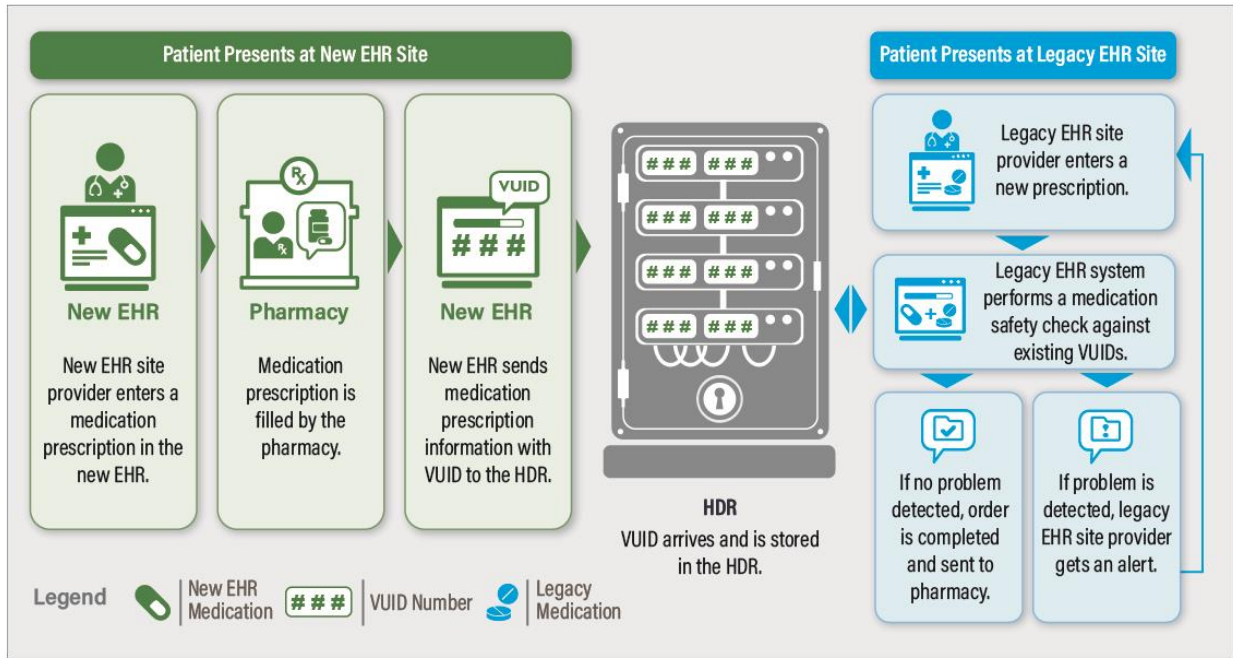 Patient Presents at New EHR Site
New EHR
New EHR site
provider enters a
medication
prescription in the
new EHR.
Rx
Rx
Pharmacy
Medication
prescription is
filled by the
pharmacy.
VUID
# # #
New EHR
New EHR sends
medication
prescription
information with
VUID to the HDR.
# # # # # #
# # # # # #
# # # # # #
# # # # # #
HDR
VUID arrives and is stored
in the HDR.
Patient Presents at Legacy EHR Site
Legacy EHR site
provider enters a
new prescription.
Legacy EHR system
performs a medication
safety check against
existing VUIDs.
If no problem
detected, order
is completed
and sent to
pharmacy.
If problem is
detected, legacy
EHR site provider
gets an alert.
Legend
New EHR
Medication
# # #
VUID Number
Legacy
Medication